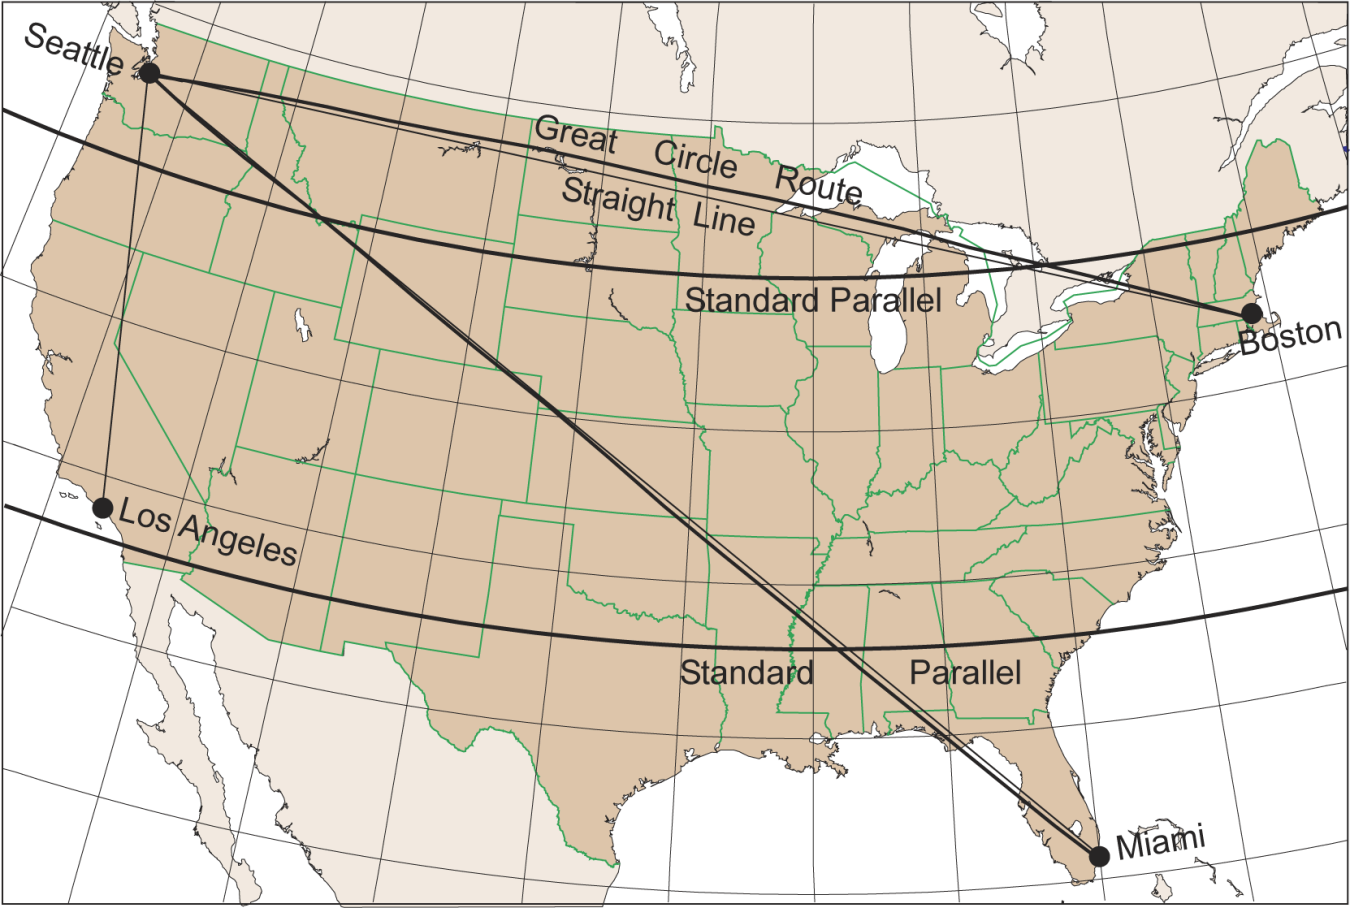 Seattle
Great Circle Route
Straight Line
Standard Parallel
Boston
Los Angeles
Standard Parallel
Miami